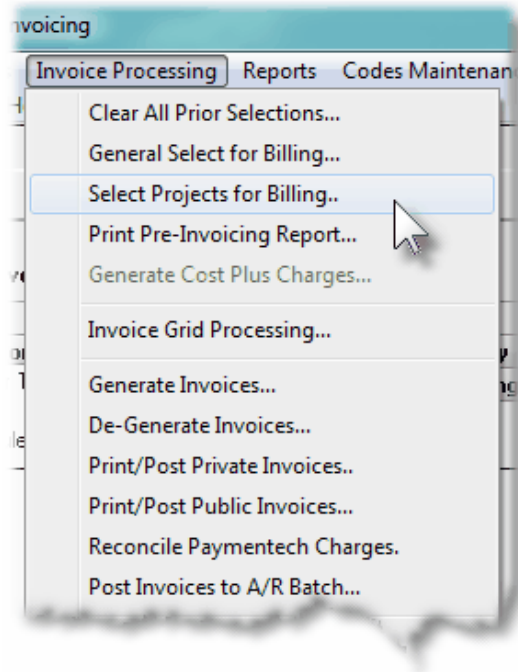 nvoicing
Invoice Processing Reports Codes Maintenan
Clear All Prior Selections...
General Select for Billing...
Select Projects for Billing..
Print Pre-Invoicing Report...
Generate Cost Plus Charges...
Invoice Grid Processing...
Generate Invoices...
De-Generate Invoices...
Print/Post Private Invoices..
Print/Post Public Invoices...
Reconcile Paymentech Charges.
Post Invoices to A/R Batch...